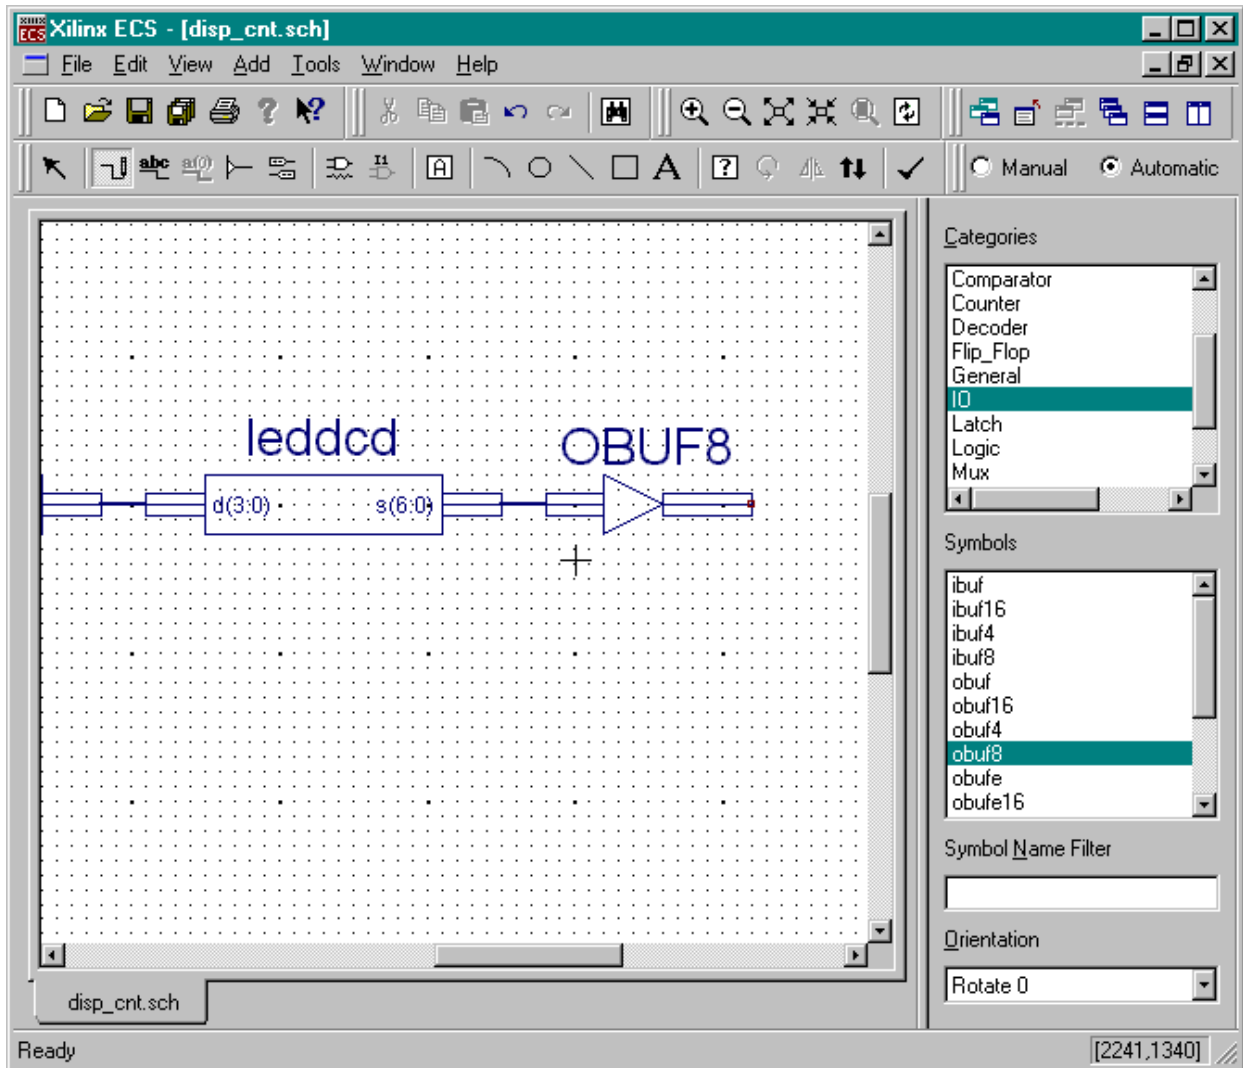 Xilinx ECS - [disp_cnt.sch]
File Edit View Add Tools Window Help
Manual Automatic
Categories
Comparator
Counter
Decoder
Flip_Flop
General
IO
Latch
Logic
Mux
Symbols
ibuf
ibuf16
ibuf4
ibuf8
obuf
obuf16
obuf4
obuf8
obufe
obufe16
Symbol Name Filter
Orientation
Rotate 0
leddcd OBUF8
d(3:0) s(6:0)
disp_cnt.sch
Ready [2241,1340]